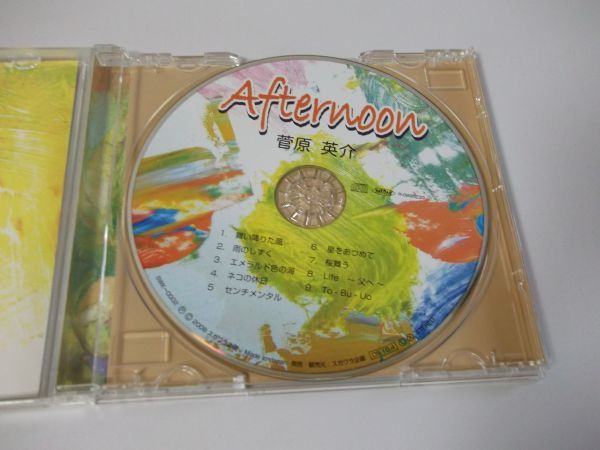 Afternoon
菅原 英介
1. 舞い降りた風
2. 雨のしずく
3. エメラルド色の海
4. ネコの休日
5 センチメンタル
6. 星をあつめて
7. 桜舞う
8. Life ～父へ～
9. To-Bu-Uo